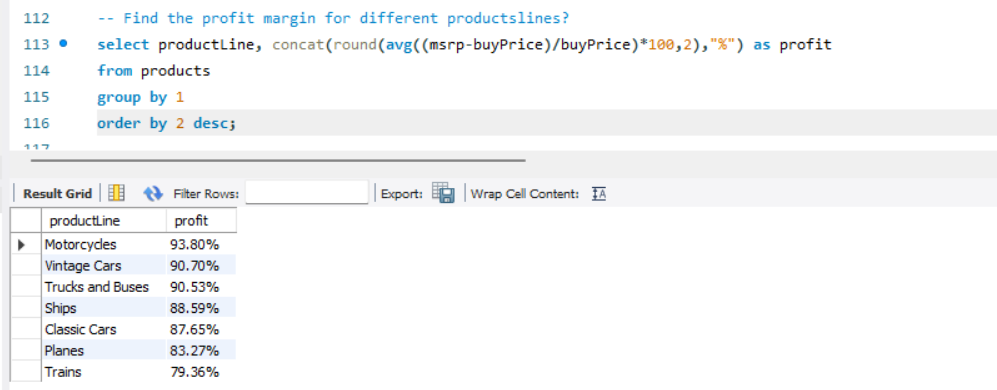 112 -- Find the profit margin for different productslines?
113 select productLine, concat(round(avg((msrp-buyPrice)/buyPrice)*100,2),"%") as profit
114 from products
115 group by 1
116 order by 2 desc;
117
Result Grid Filter Rows: Export: Wrap Cell Content: IA
productLine profit
Motorcycles 93.80%
Vintage Cars 90.70%
Trucks and Buses 90.53%
Ships 88.59%
Classic Cars 87.65%
Planes 83.27%
Trains 79.36%